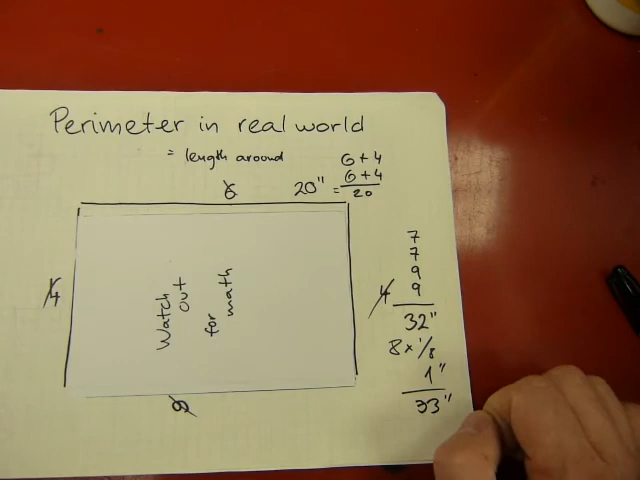 Perimeter in real world
= length around
6 + 4
20" = 6 + 4
20
6
4
Watch
out
for
math
4
7
7
9
9
32"
8 × 1/8
1"
33"